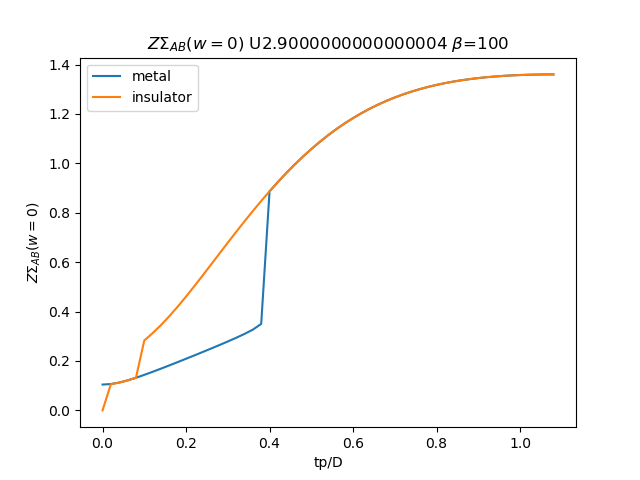 ZΣ_AB(w = 0) U2.9000000000000004 β=100
metal
insulator
ZΣ_AB(w = 0)
1.4
1.2
1.0
0.8
0.6
0.4
0.2
0.0
0.0 0.2 0.4 0.6 0.8 1.0
tp/D